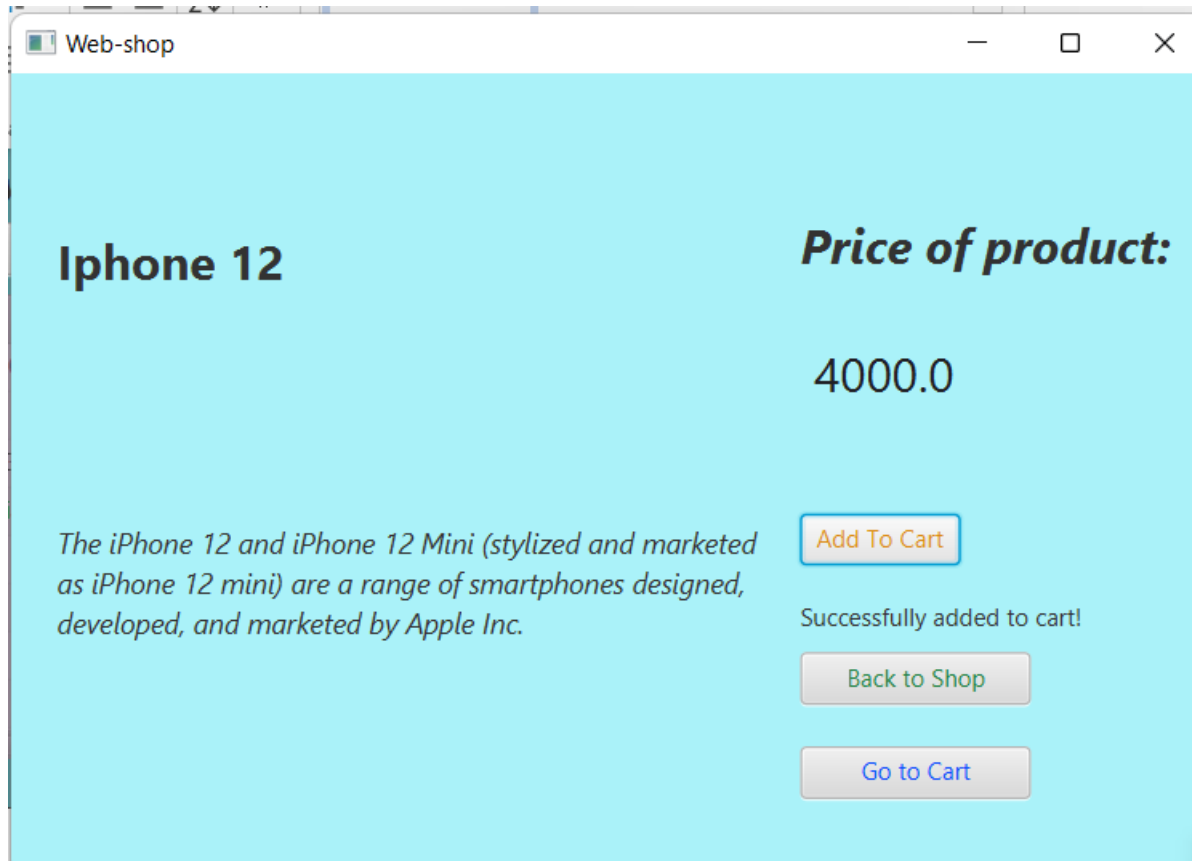 Web-shop
Iphone 12
Price of product:
4000.0
The iPhone 12 and iPhone 12 Mini (stylized and marketed
as iPhone 12 mini) are a range of smartphones designed,
developed, and marketed by Apple Inc.
Add To Cart
Successfully added to cart!
Back to Shop
Go to Cart